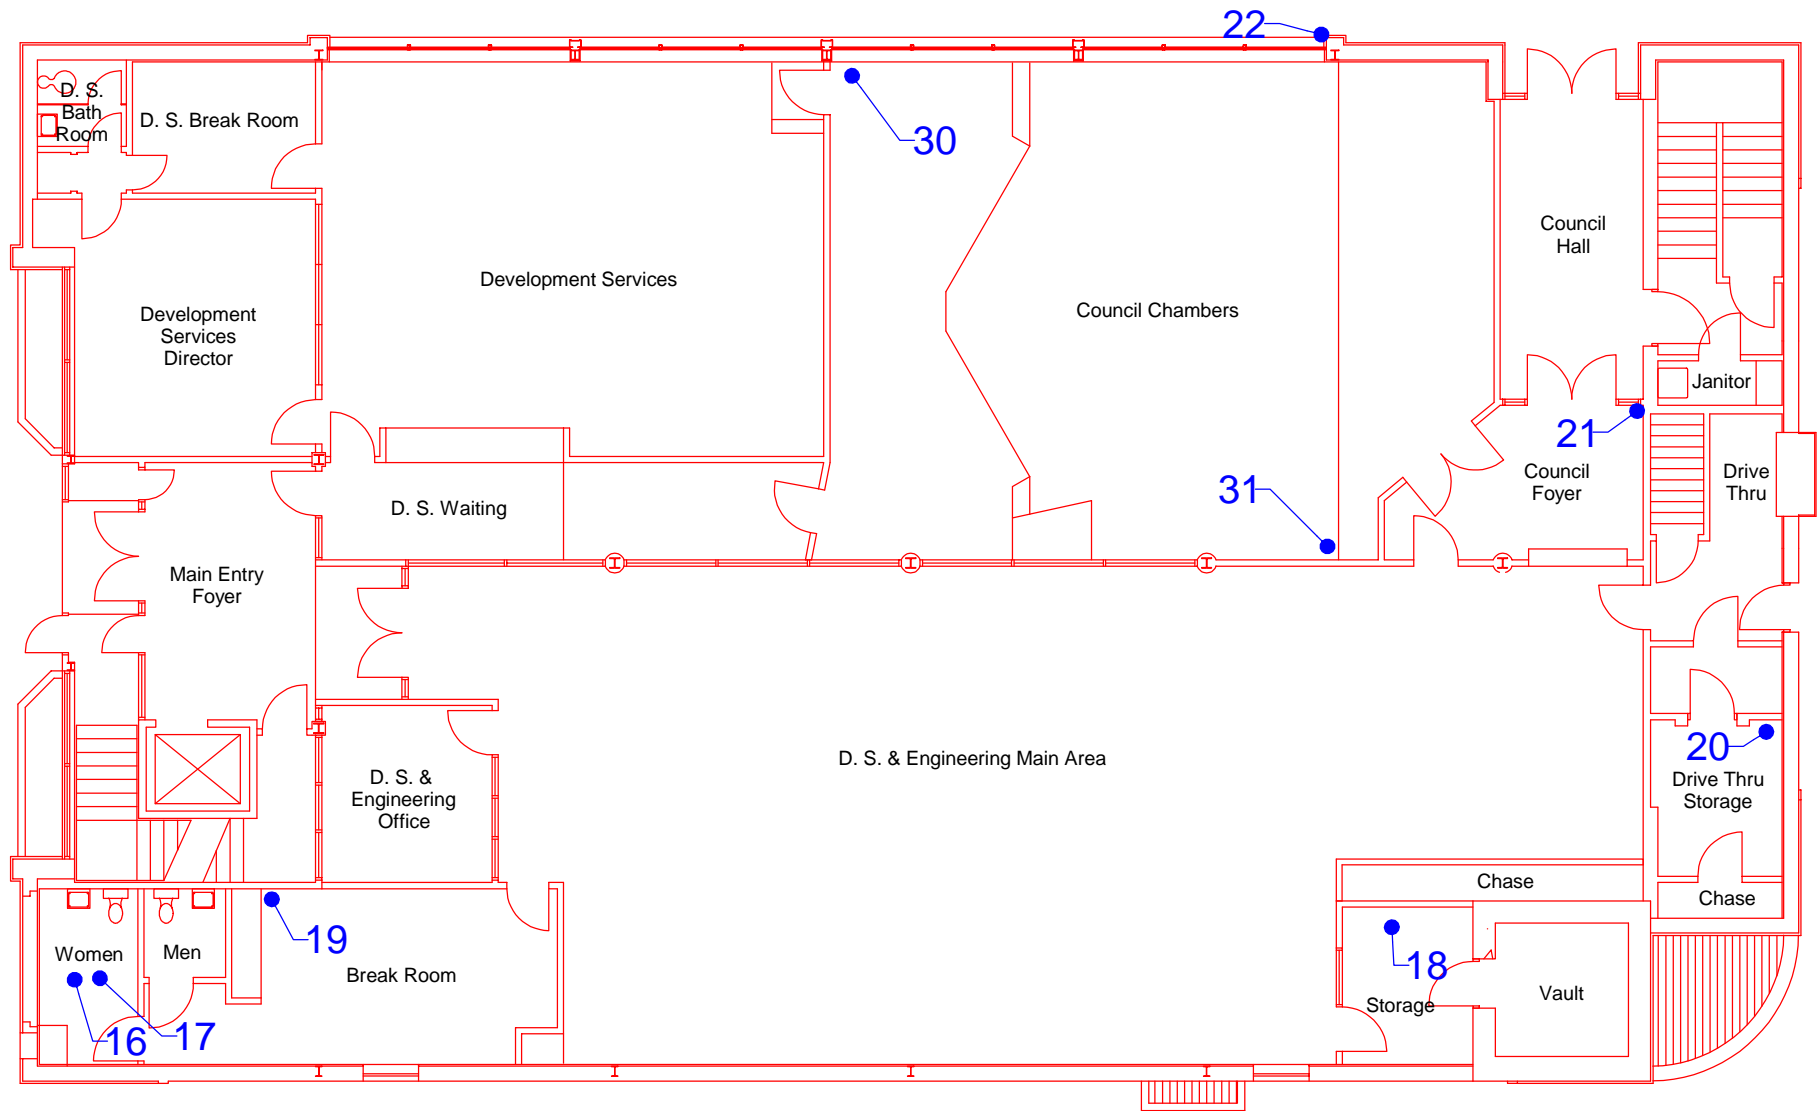 22
D. S.
Bath
Room
D. S. Break Room
30
Council
Hall
Development Services
Council Chambers
Development
Services
Director
Janitor
21
Council
Foyer
Drive
Thru
31
D. S. Waiting
Main Entry
Foyer
D. S. & Engineering Main Area
20
Drive Thru
Storage
D. S. &
Engineering
Office
Chase
Chase
19
Women
Men
Break Room
18
Storage
Vault
16
17